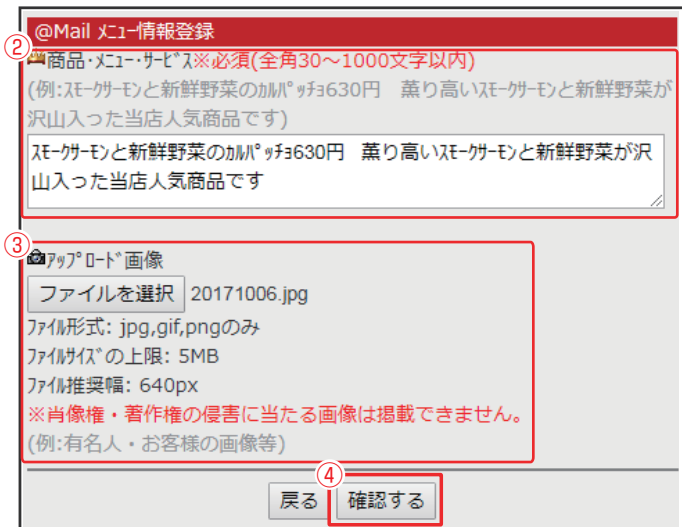 @Mail ﾒﾆｭｰ情報登録
②
商品･ﾒﾆｭｰ･ｻｰﾋﾞｽ※必須(全角30～1000文字以内)
(例:ｽﾓｰｸｻｰﾓﾝと新鮮野菜のｶﾙﾊﾟｯﾁｮ630円　薫り高いｽﾓｰｸｻｰﾓﾝと新鮮野菜が
沢山入った当店人気商品です)
ｽﾓｰｸｻｰﾓﾝと新鮮野菜のｶﾙﾊﾟｯﾁｮ630円　薫り高いｽﾓｰｸｻｰﾓﾝと新鮮野菜が沢
山入った当店人気商品です
③
ｱｯﾌﾟﾛｰﾄﾞ画像
ファイルを選択 20171006.jpg
ﾌｧｲﾙ形式: jpg,gif,pngのみ
ﾌｧｲﾙｻｲｽﾞの上限: 5MB
ﾌｧｲﾙ推奨幅: 640px
※肖像権・著作権の侵害に当たる画像は掲載できません。
(例:有名人・お客様の画像等)
④
戻る 確認する